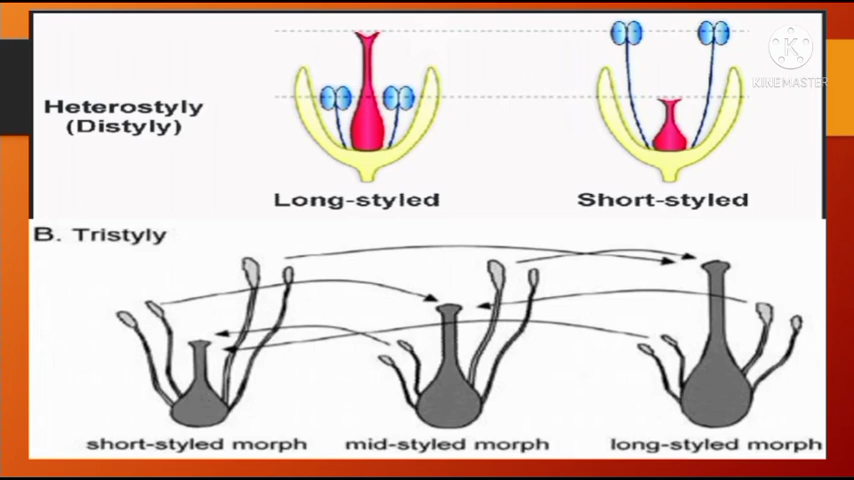 Heterostyly
(Distyly)
Long-styled
Short-styled
K
KINEMASTER
B. Tristyly
short-styled morph
mid-styled morph
long-styled morph